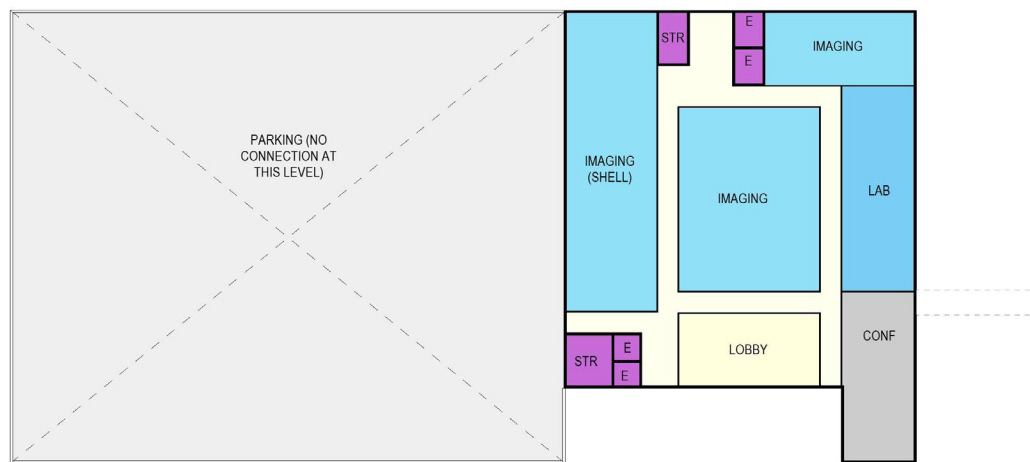 STR
E
E
IMAGING
PARKING (NO
CONNECTION AT
THIS LEVEL)
IMAGING
(SHELL)
IMAGING
LAB
STR
E
E
LOBBY
CONF